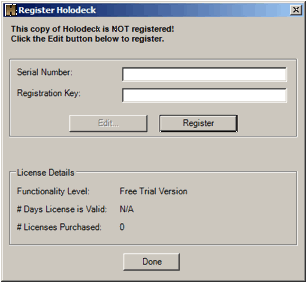 Register Holodeck
This copy of Holodeck is NOT registered!
Click the Edit button below to register.
Serial Number:
Registration Key:
Edit...
Register
License Details
Functionality Level: Free Trial Version
# Days License is Valid: N/A
# Licenses Purchased: 0
Done